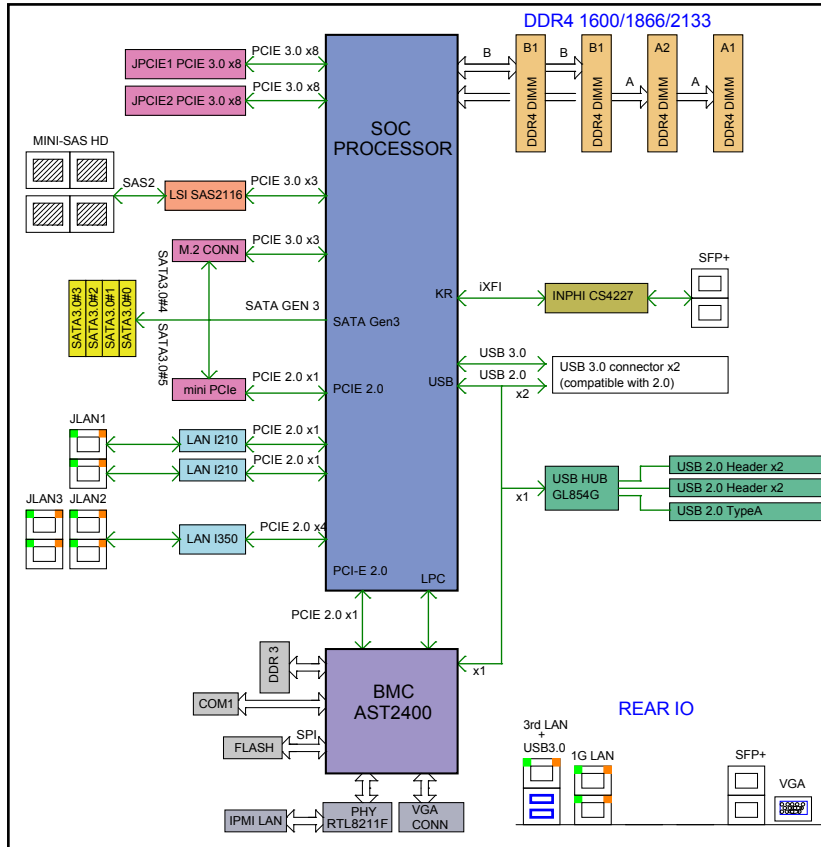 DDR4 1600/1866/2133
JPCIE1 PCIE 3.0 x8
PCIE 3.0 x8
JPCIE2 PCIE 3.0 x8
PCIE 3.0 x8
SOC
PROCESSOR
B
B
A
A
B1
DDR4 DIMM
B1
DDR4 DIMM
A2
DDR4 DIMM
A1
DDR4 DIMM
MINI-SAS HD
SAS2
LSI SAS2116
PCIE 3.0 x3
M.2 CONN
PCIE 3.0 x3
SATA3.0#4
SATA3.0#5
SATA3.0#3
SATA3.0#2
SATA3.0#1
SATA3.0#0
SATA GEN 3
SATA Gen3
KR
iXFI
INPHI CS4227
SFP+
mini PCIe
PCIE 2.0 x1
PCIE 2.0
USB
USB 3.0
USB 2.0
x2
USB 3.0 connector x2
(compatible with 2.0)
JLAN1
LAN I210
PCIE 2.0 x1
LAN I210
PCIE 2.0 x1
x1
USB HUB
GL854G
USB 2.0 Header x2
USB 2.0 Header x2
USB 2.0 TypeA
JLAN3
JLAN2
LAN I350
PCIE 2.0 x4
PCI-E 2.0
LPC
PCIE 2.0 x1
x1
BMC
AST2400
DDR 3
COM1
FLASH
SPI
IPMI LAN
PHY
RTL8211F
VGA
CONN
REAR IO
3rd LAN
+
USB3.0
1G LAN
SFP+
VGA